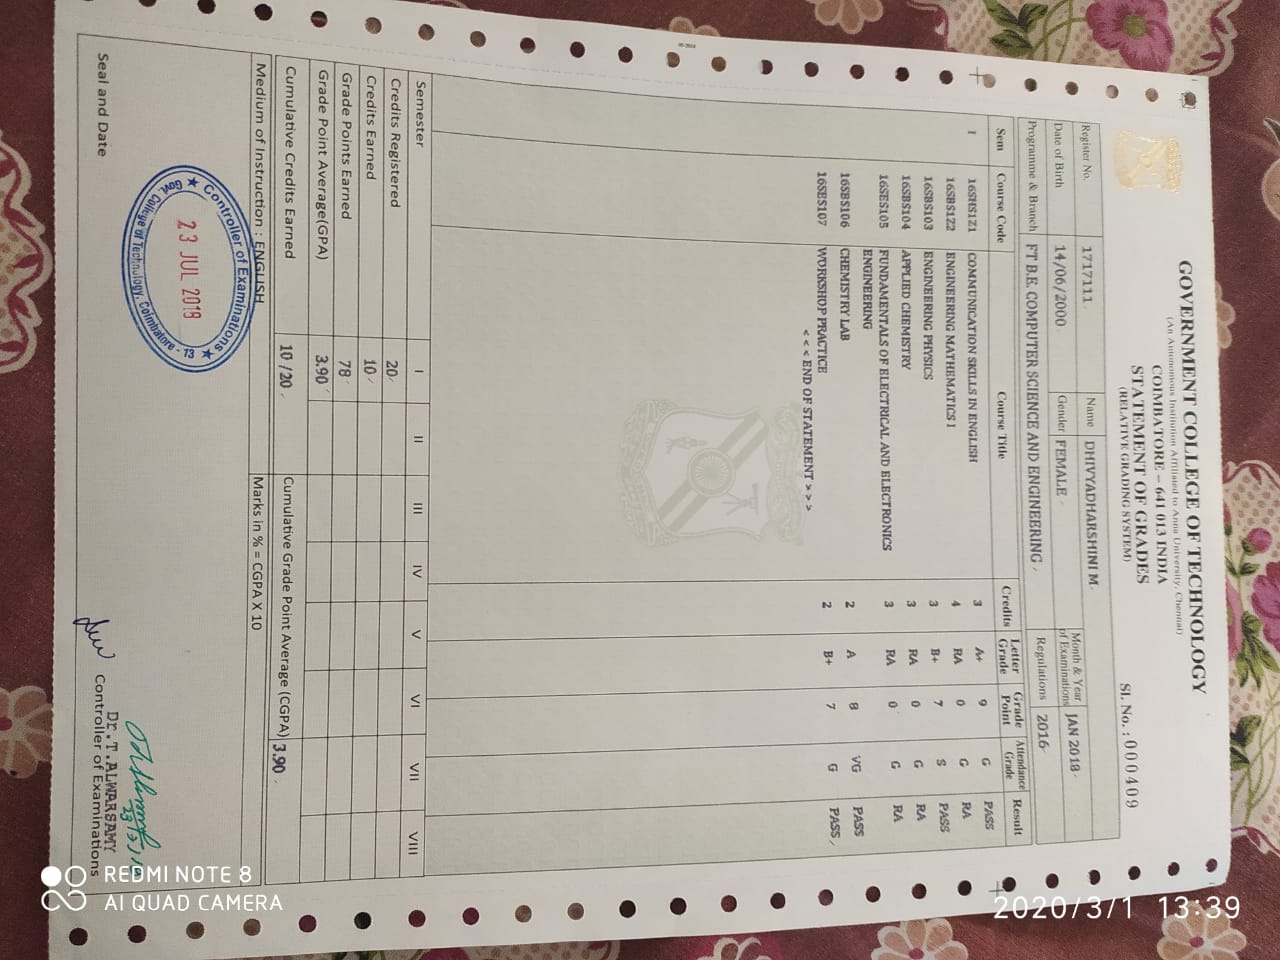 GOVERNMENT COLLEGE OF TECHNOLOGY
(An Autonomous Institution Affiliated to Anna University, Chennai)
COIMBATORE – 641 013 INDIA
STATEMENT OF GRADES
(RELATIVE GRADING SYSTEM)
Sl. No. : 000409
Register No. 1717111 Name DHIVYADHARSHINI M
Date of Birth 14/06/2000 Gender FEMALE Month & Year of Examinations JAN 2018
Programme & Branch FT B.E. COMPUTER SCIENCE AND ENGINEERING Regulations 2016
Sem Course Code Course Title Credits Letter Grade Grade Point Attendance Grade Result
1 16SHS1Z1 COMMUNICATION SKILLS IN ENGLISH 3 A+ 9 G PASS
16SBS1Z2 ENGINEERING MATHEMATICS I 4 RA 0 G RA
16SBS103 ENGINEERING PHYSICS 3 B+ 7 S PASS
16SBS104 APPLIED CHEMISTRY 3 RA 0 G RA
16SES105 FUNDAMENTALS OF ELECTRICAL AND ELECTRONICS 3 RA 0 G RA
ENGINEERING
16SBS106 CHEMISTRY LAB 2 A 8 VG PASS
16SES107 WORKSHOP PRACTICE 2 B+ 7 G PASS
< < < END OF STATEMENT > > >
Semester I II III IV V VI VII VIII
Credits Registered 20
Credits Earned 10
Grade Points Earned 78
Grade Point Average(GPA) 3.90
Cumulative Credits Earned 10 /20 Cumulative Grade Point Average (CGPA) 3.90
Medium of Instruction : ENGLISH Marks in % = CGPA X 10
Controller of Examinations
23 JUL 2018
Govt. College of Technology, Coimbatore - 13
Seal and Date
Dr.T.ALWARSAMY
Controller of Examinations
REDMI NOTE 8
AI QUAD CAMERA
2020/3/1 13:39